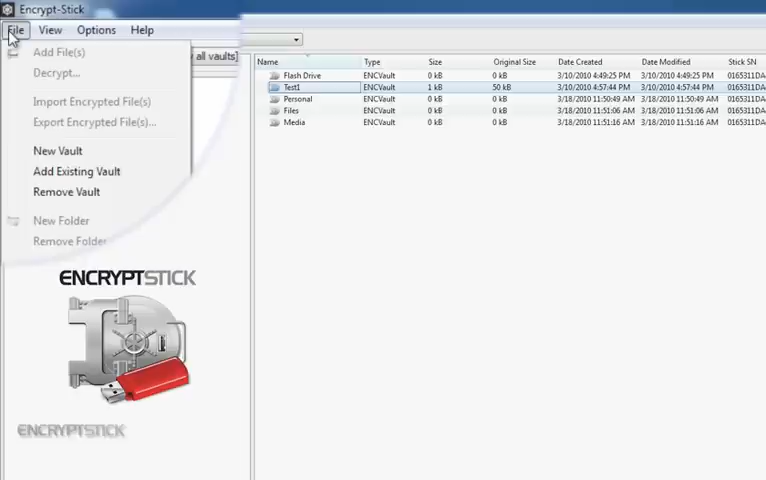 Encrypt-Stick
File View Options Help
Add File(s)
Decrypt...
Import Encrypted File(s)
Export Encrypted File(s)...
New Vault
Add Existing Vault
Remove Vault
New Folder
Remove Folder
y all vaults]
ENCRYPTSTICK
ENCRYPTSTICK
Name Type Size Original Size Date Created Date Modified Stick SN
Flash Drive ENCVault 0 kB 0 kB 3/10/2010 4:49:25 PM 3/10/2010 4:49:25 PM 0165311DA
Test1 ENCVault 1 kB 50 kB 3/10/2010 4:57:44 PM 3/10/2010 4:57:44 PM 0165311DA
Personal ENCVault 0 kB 0 kB 3/18/2010 11:50:49 AM 3/18/2010 11:50:49 AM 0165311DA
Files ENCVault 0 kB 0 kB 3/18/2010 11:51:06 AM 3/18/2010 11:51:06 AM 0165311DA
Media ENCVault 0 kB 0 kB 3/18/2010 11:51:16 AM 3/18/2010 11:51:16 AM 0165311DA